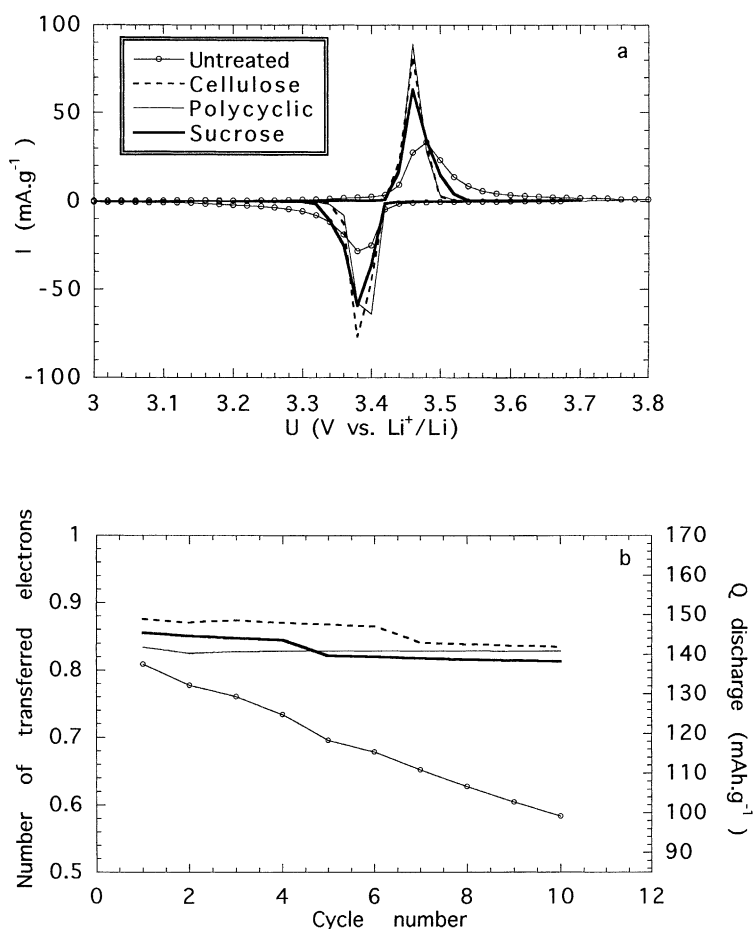 a
Untreated
Cellulose
Polycyclic
Sucrose
I (mA.g⁻¹)
100
50
0
-50
-100
3 3.1 3.2 3.3 3.4 3.5 3.6 3.7 3.8
U (V vs. Li⁺/Li)
b
Number of transferred electrons
1
0.9
0.8
0.7
0.6
0.5
170
160
150
140
130
120
110
100
90
Q discharge (mAh.g⁻¹)
0 2 4 6 8 10 12
Cycle number